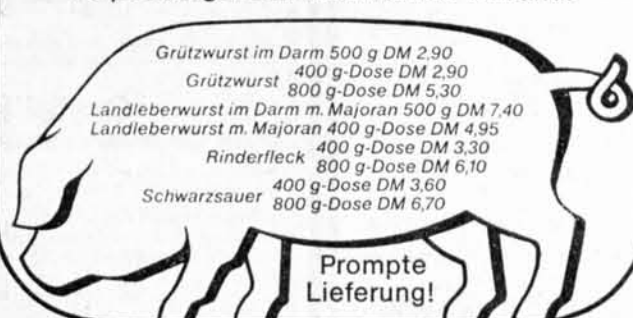 Grützwurst im Darm 500 g DM 2,90
Grützwurst 400 g-Dose DM 2,90
800 g-Dose DM 5,30
Landleberwurst im Darm m. Majoran 500 g DM 7,40
Landleberwurst m. Majoran 400 g-Dose DM 4,95
Rinderfleck 400 g-Dose DM 3,30
800 g-Dose DM 6,10
Schwarzsauer 400 g-Dose DM 3,60
800 g-Dose DM 6,70
Prompte
Lieferung!